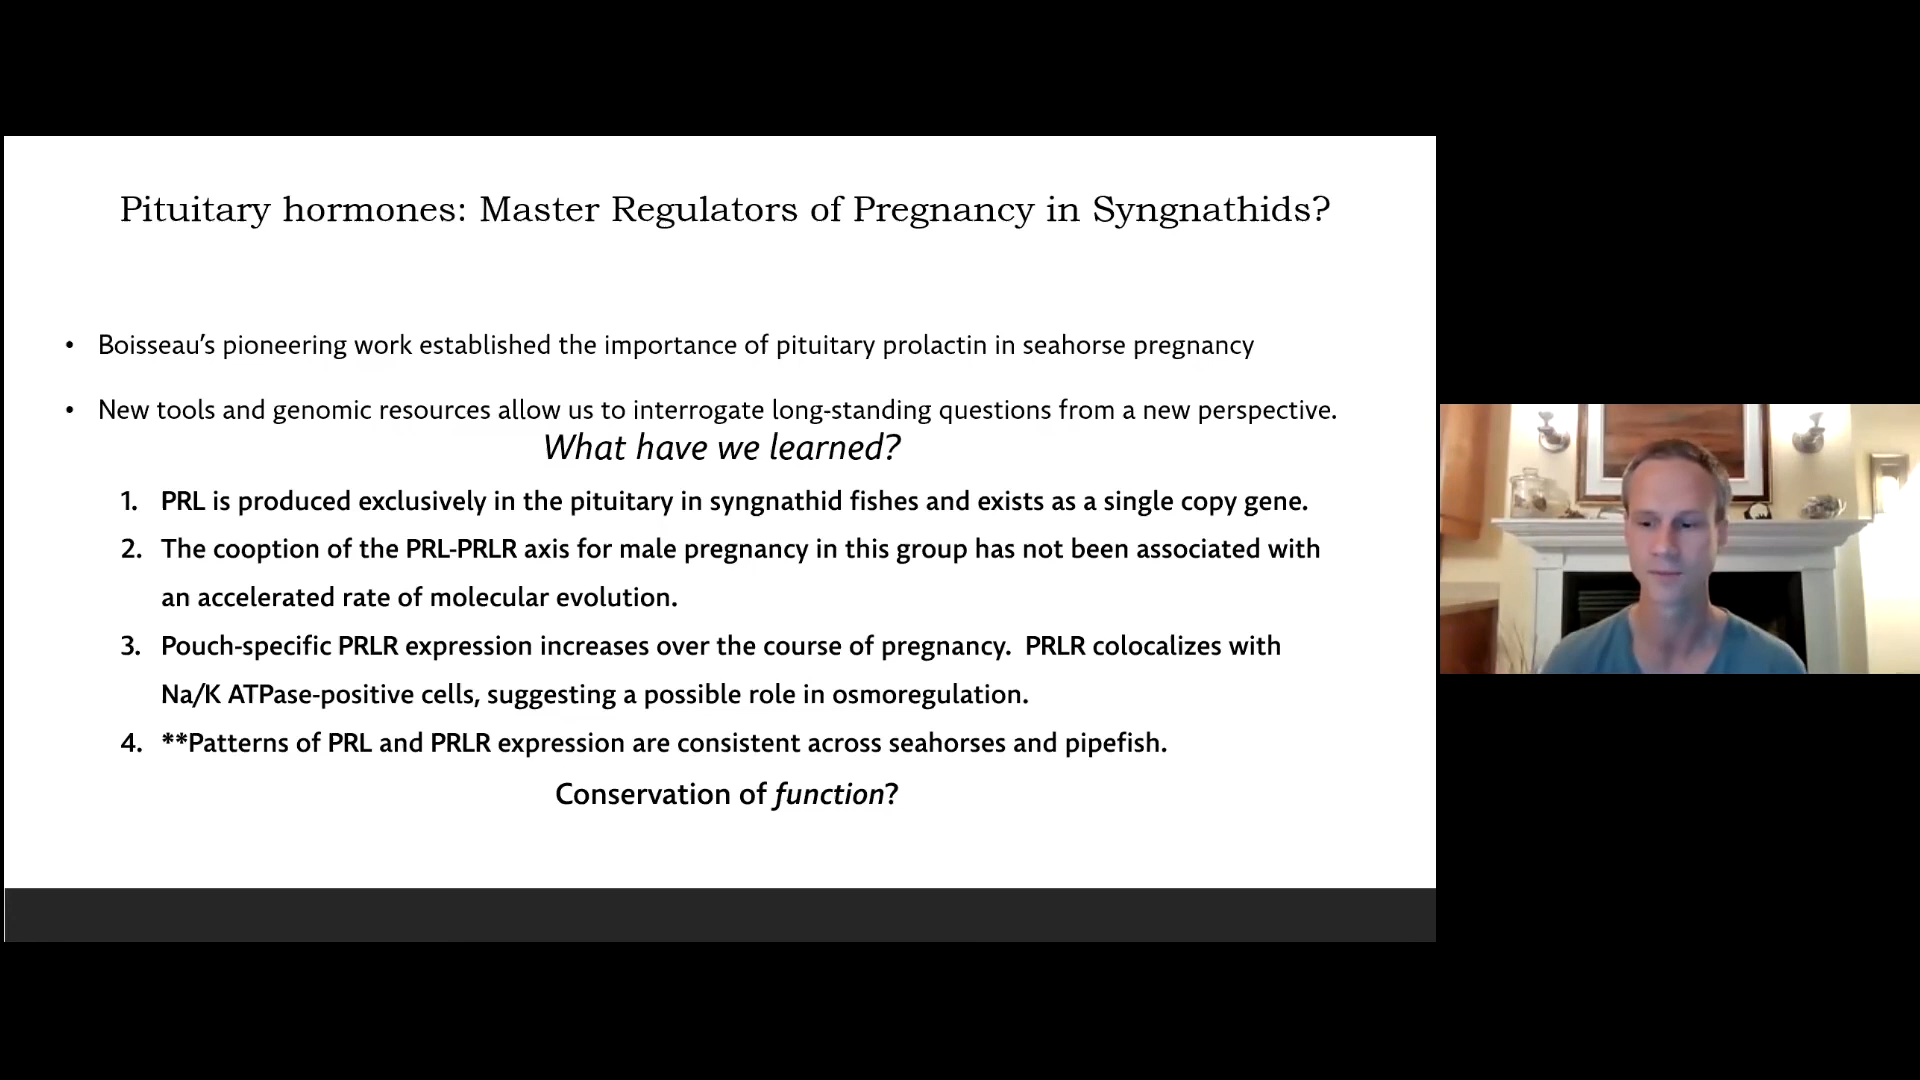 Pituitary hormones: Master Regulators of Pregnancy in Syngnathids?
• Boisseau’s pioneering work established the importance of pituitary prolactin in seahorse pregnancy
• New tools and genomic resources allow us to interrogate long-standing questions from a new perspective.
What have we learned?
1. PRL is produced exclusively in the pituitary in syngnathid fishes and exists as a single copy gene.
2. The cooption of the PRL-PRLR axis for male pregnancy in this group has not been associated with
an accelerated rate of molecular evolution.
3. Pouch-specific PRLR expression increases over the course of pregnancy. PRLR colocalizes with
Na/K ATPase-positive cells, suggesting a possible role in osmoregulation.
4. **Patterns of PRL and PRLR expression are consistent across seahorses and pipefish.
Conservation of function?